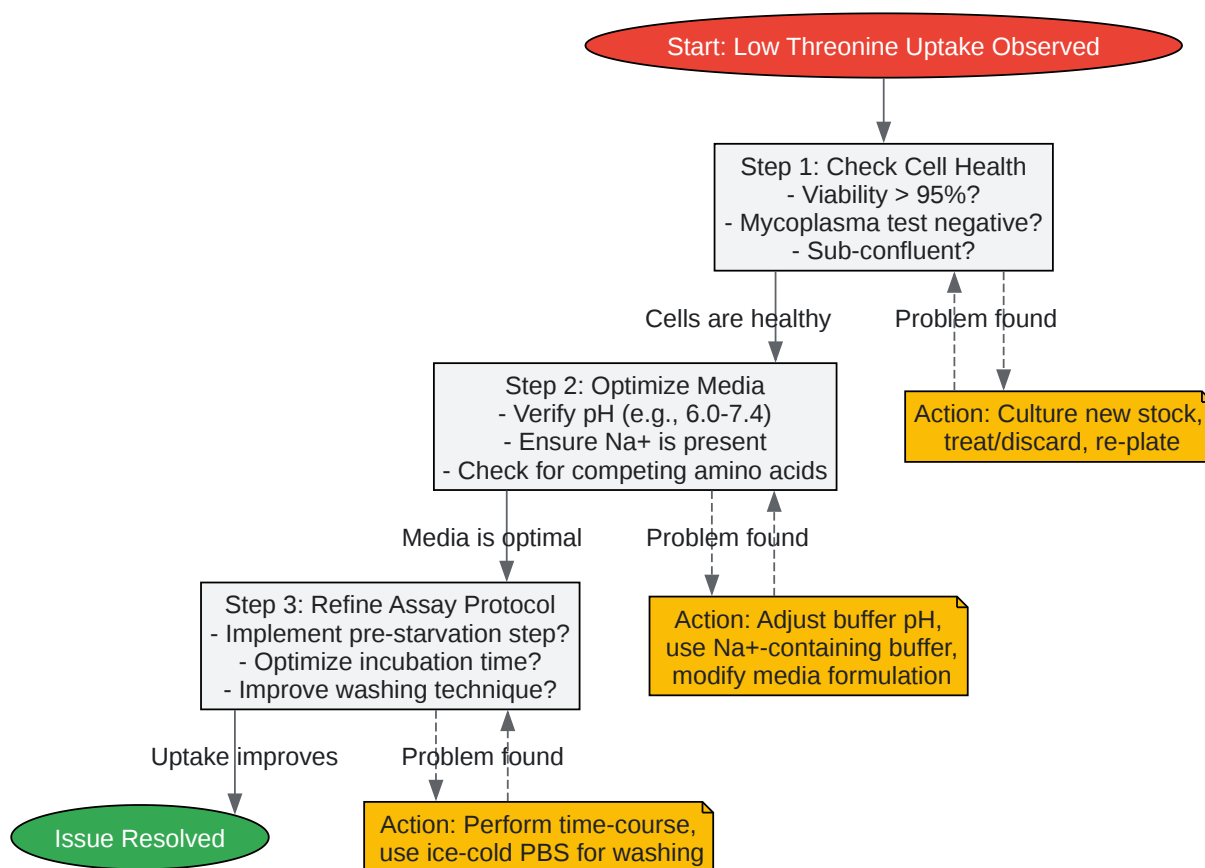 Start: Low Threonine Uptake Observed
Step 1: Check Cell Health
- Viability > 95%?
- Mycoplasma test negative?
- Sub-confluent?
Cells are healthy
Problem found
Action: Culture new stock,
treat/discard, re-plate
Step 2: Optimize Media
- Verify pH (e.g., 6.0-7.4)
- Ensure Na+ is present
- Check for competing amino acids
Media is optimal
Problem found
Action: Adjust buffer pH,
use Na+-containing buffer,
modify media formulation
Step 3: Refine Assay Protocol
- Implement pre-starvation step?
- Optimize incubation time?
- Improve washing technique?
Uptake improves
Problem found
Issue Resolved
Action: Perform time-course,
use ice-cold PBS for washing